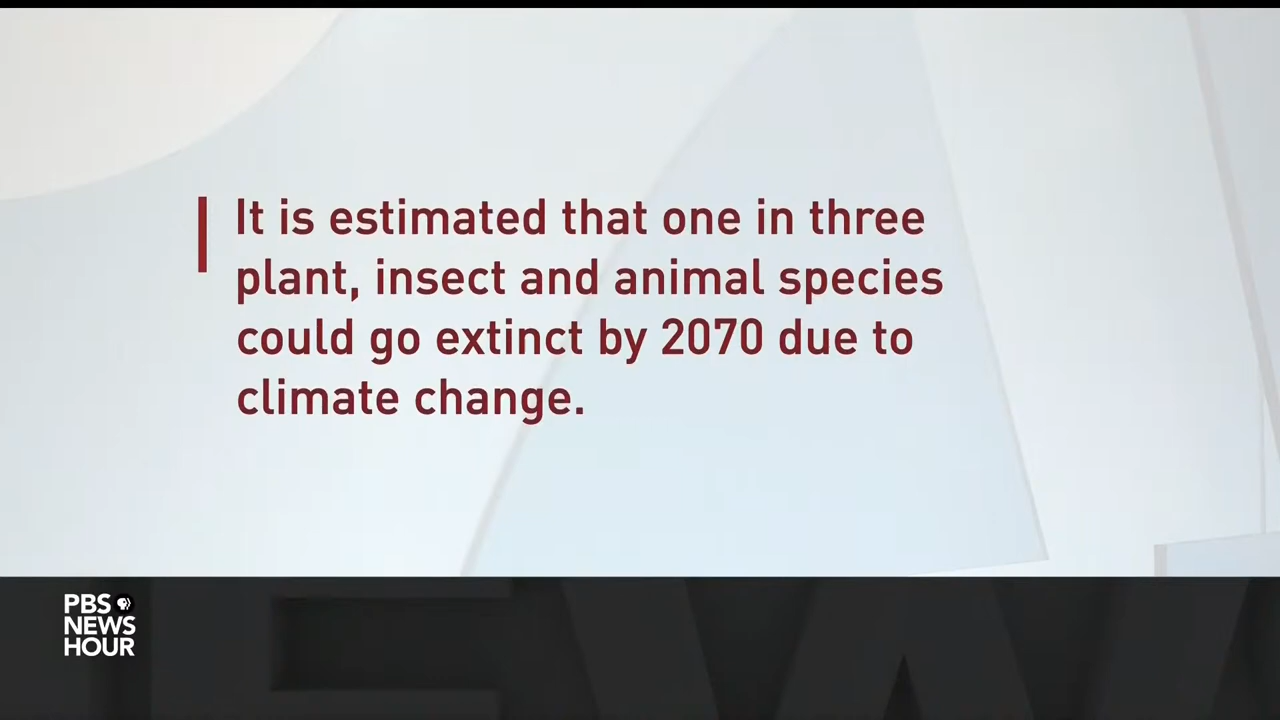 It is estimated that one in three
plant, insect and animal species
could go extinct by 2070 due to
climate change.
PBS
NEWS
HOUR